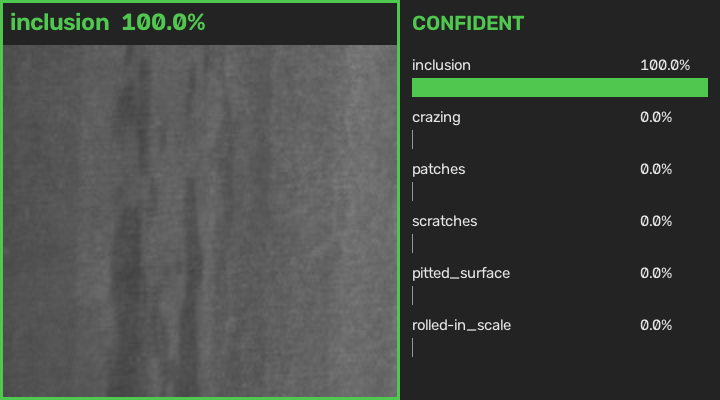 inclusion 100.0%
CONFIDENT
inclusion 100.0%
crazing 0.0%
patches 0.0%
scratches 0.0%
pitted_surface 0.0%
rolled-in_scale 0.0%